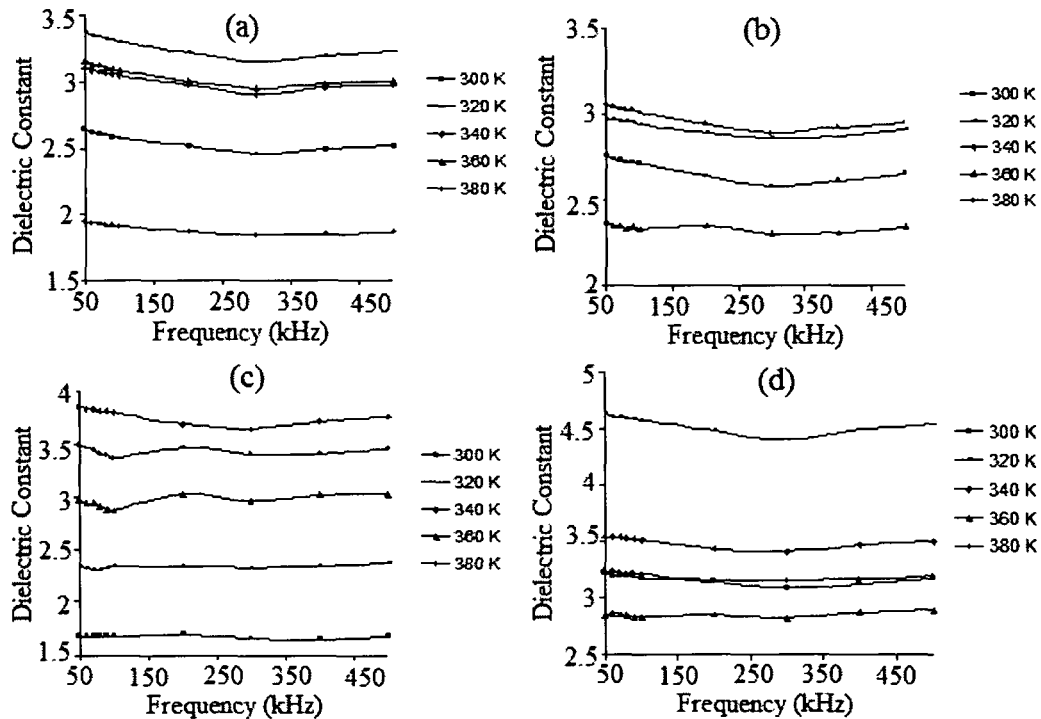 (a)
3.5
3
2.5
2
1.5
Dielectric Constant
50 150 250 350 450
Frequency (kHz)
300 K
320 K
340 K
360 K
380 K
(b)
3.5
3
2.5
2
Dielectric Constant
50 150 250 350 450
Frequency (kHz)
300 K
320 K
340 K
360 K
380 K
(c)
4
3.5
3
2.5
2
1.5
Dielectric Constant
50 150 250 350 450
Frequency (kHz)
300 K
320 K
340 K
360 K
380 K
(d)
5
4.5
4
3.5
3
2.5
Dielectric Constant
50 150 250 350 450
Frequency (kHz)
300 K
320 K
340 K
360 K
380 K